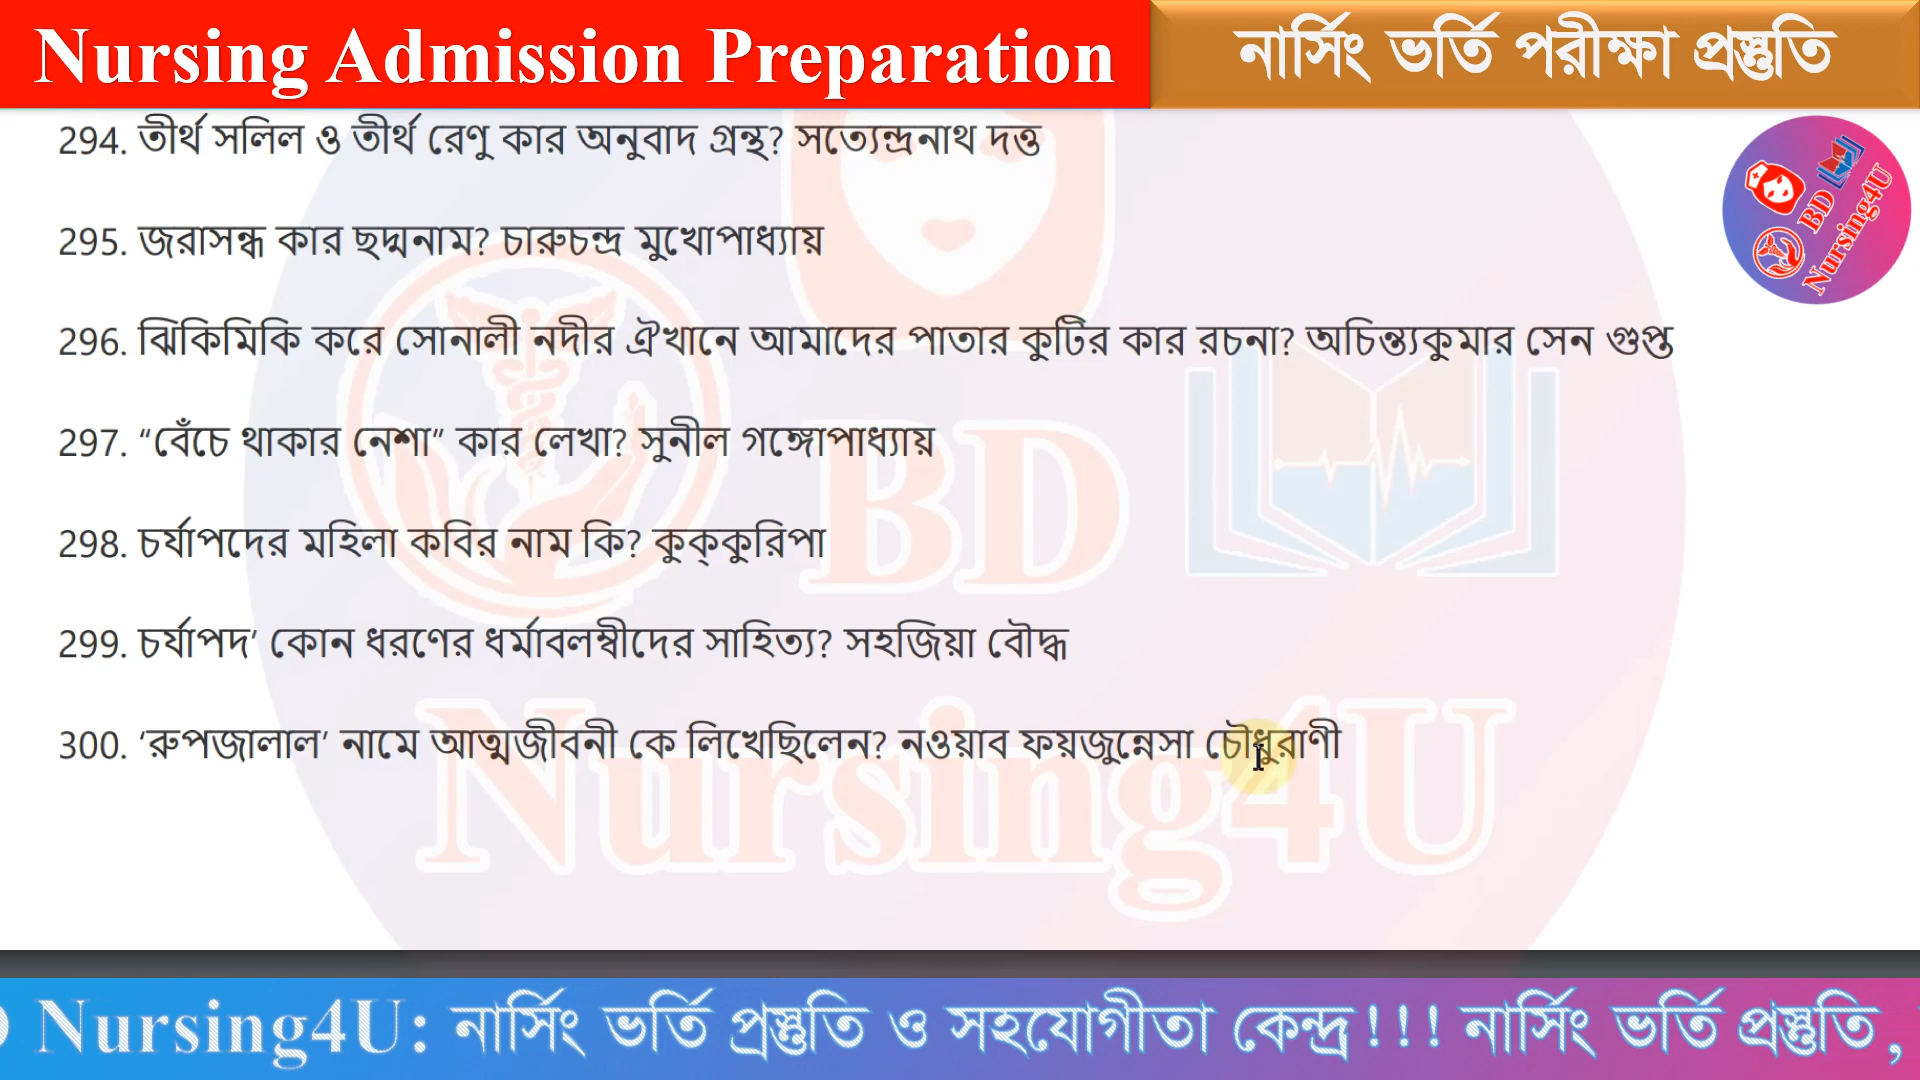 Nursing Admission Preparation
নার্সিং ভর্তি পরীক্ষা প্রস্তুতি
294. তীর্থ সলিল ও তীর্থ রেণু কার অনুবাদ গ্রন্থ? সত্যেন্দ্রনাথ দত্ত
295. জরাসন্ধ কার ছদ্মনাম? চারুচন্দ্র মুখোপাধ্যায়
296. ঝিকিমিকি করে সোনালী নদীর ঐখানে আমাদের পাতার কুটির কার রচনা? অচিন্ত্যকুমার সেন গুপ্ত
297. “বেঁচে থাকার নেশা” কার লেখা? সুনীল গঙ্গোপাধ্যায়
298. চর্যাপদের মহিলা কবির নাম কি? কুক্‌কুরিপা
299. চর্যাপদ’ কোন ধরণের ধর্মাবলম্বীদের সাহিত্য? সহজিয়া বৌদ্ধ
300. ‘রুপজালাল’ নামে আত্মজীবনী কে লিখেছিলেন? নওয়াব ফয়জুন্নেসা চৌধুরাণী
BD
Nursing4U
BD
Nursing4U
Nursing4U: নার্সিং ভর্তি প্রস্তুতি ও সহযোগীতা কেন্দ্র!!! নার্সিং ভর্তি প্রস্তুতি,